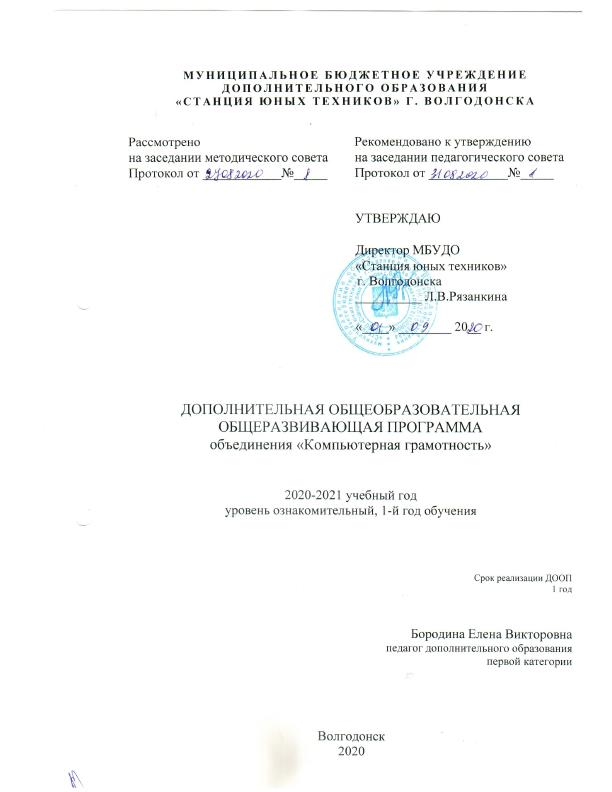 МУНИЦИПАЛЬНОЕ БЮДЖЕТНОЕ УЧРЕЖДЕНИЕ
ДОПОЛНИТЕЛЬНОГО ОБРАЗОВАНИЯ
«СТАНЦИЯ ЮНЫХ ТЕХНИКОВ» Г. ВОЛГОДОНСКА
Рассмотрено
на заседании методического совета
Протокол от 27.08.2020 № 8
Рекомендовано к утверждению
на заседании педагогического совета
Протокол от 31.08.2020 № 1
УТВЕРЖДАЮ
Директор МБУДО
«Станция юных техников»
г. Волгодонска
Л.В.Рязанкина
« 01 » 09 2020 г.
ДОПОЛНИТЕЛЬНАЯ ОБЩЕОБРАЗОВАТЕЛЬНАЯ
ОБЩЕРАЗВИВАЮЩАЯ ПРОГРАММА
объединения «Компьютерная грамотность»
2020-2021 учебный год
уровень ознакомительный, 1-й год обучения
Срок реализации ДООП
1 год
Бородина Елена Викторовна
педагог дополнительного образования
первой категории
Волгодонск
2020